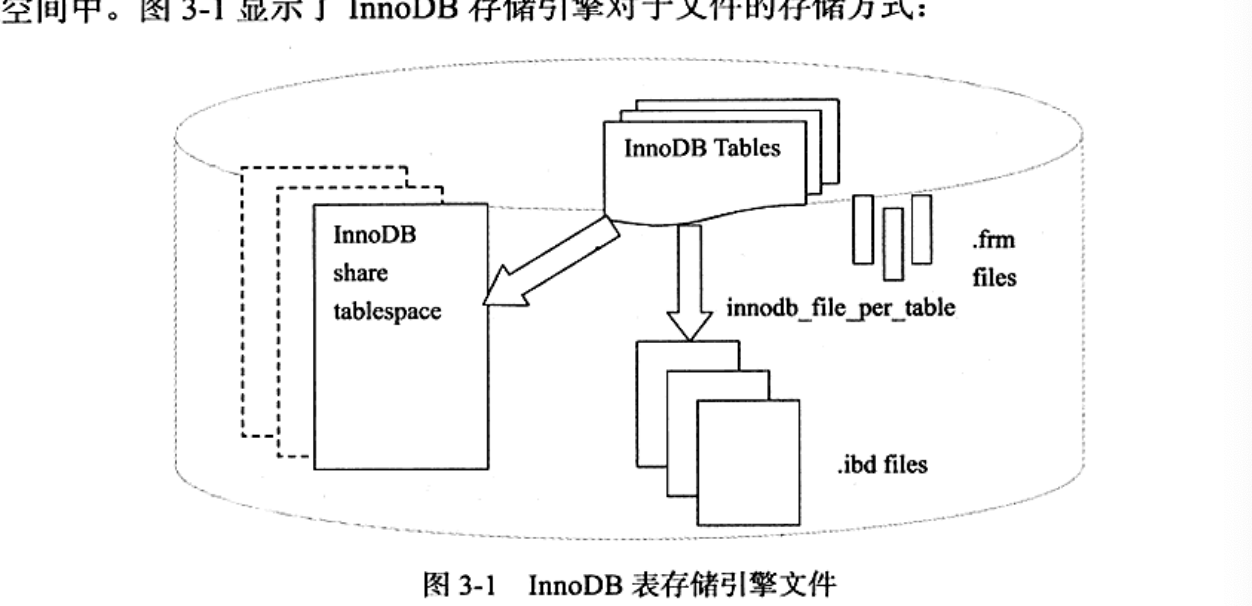 空间中。图 3-1 显示了 InnoDB 存储引擎对于文件的存储方式：
InnoDB Tables
InnoDB
share
tablespace
.frm
files
innodb_file_per_table
.ibd files
图 3-1 InnoDB 表存储引擎文件